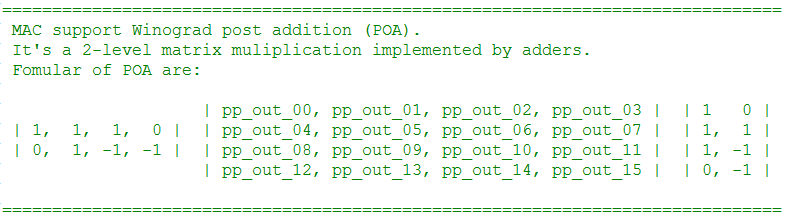 ================================================================================
MAC support Winograd post addition (POA).
It's a 2-level matrix muliplication implemented by adders.
Fomular of POA are:
                    | pp_out_00, pp_out_01, pp_out_02, pp_out_03 |  | 1   0 |
| 1,  1,  1,  0 |  | pp_out_04, pp_out_05, pp_out_06, pp_out_07 |  | 1,  1 |
| 0,  1, -1, -1 |  | pp_out_08, pp_out_09, pp_out_10, pp_out_11 |  | 1, -1 |
                    | pp_out_12, pp_out_13, pp_out_14, pp_out_15 |  | 0, -1 |
================================================================================